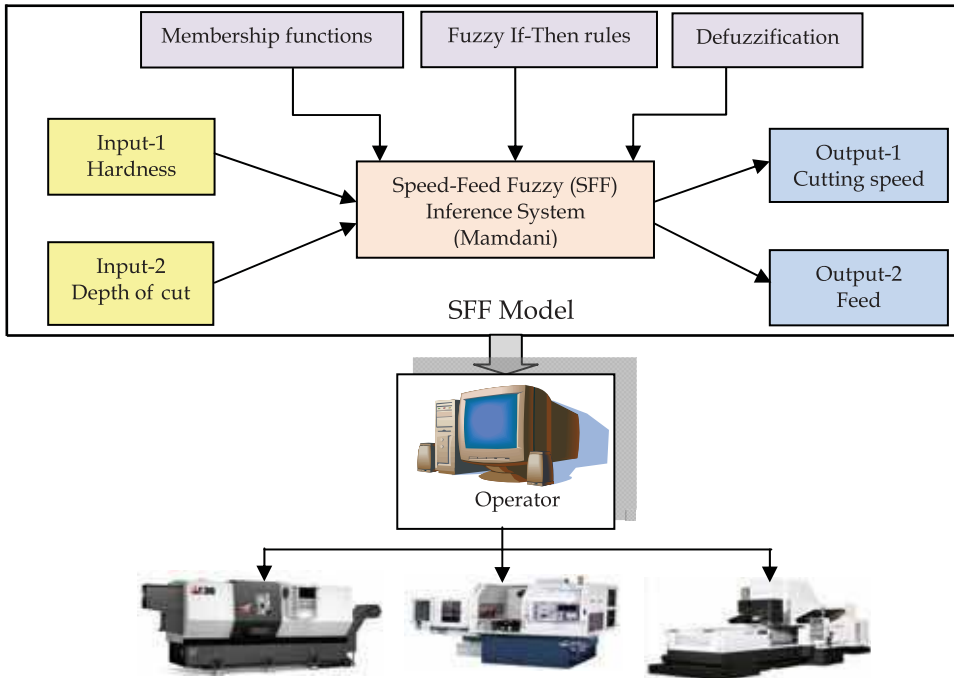 Membership functions
Fuzzy If-Then rules
Defuzzification
Input-1
Hardness
Output-1
Cutting speed
Speed-Feed Fuzzy (SFF)
Inference System
(Mamdani)
Input-2
Depth of cut
Output-2
Feed
SFF Model
Operator